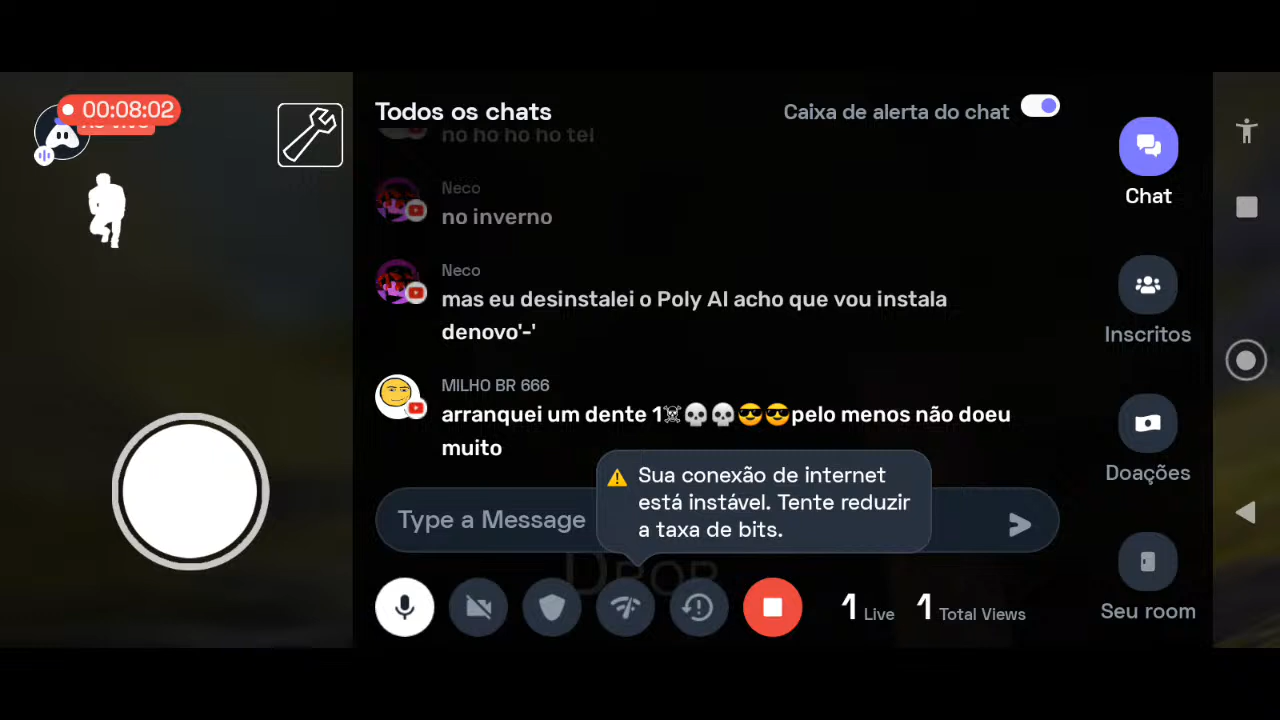 00:08:02
Todos os chats
Caixa de alerta do chat
no ho ho ho tel
Neco
no inverno
Neco
mas eu desinstalei o Poly AI acho que vou instala
denovo'-'
MILHO BR 666
arranquei um dente 1☠💀💀😎😎pelo menos não doeu
muito
Sua conexão de internet
está instável. Tente reduzir
a taxa de bits.
Type a Message
DROP
1 Live 1 Total Views
Chat
Inscritos
Doações
Seu room